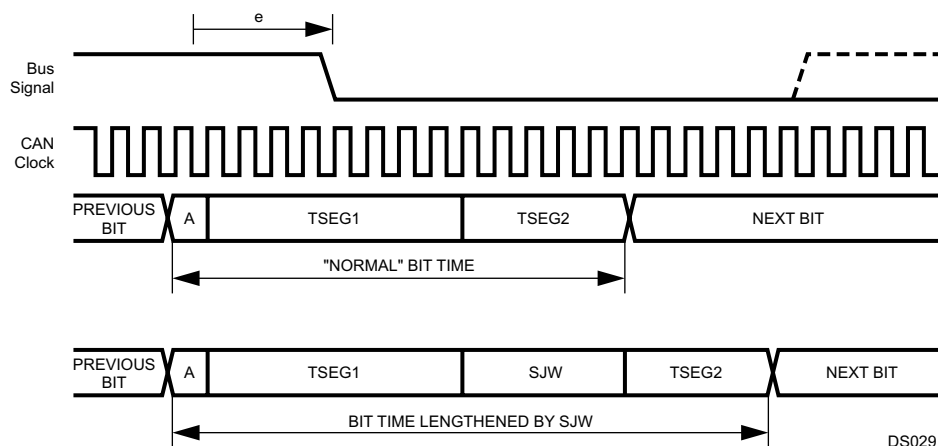 e
Bus
Signal
CAN
Clock
PREVIOUS
BIT
A
TSEG1
TSEG2
NEXT BIT
"NORMAL" BIT TIME
PREVIOUS
BIT
A
TSEG1
SJW
TSEG2
NEXT BIT
BIT TIME LENGTHENED BY SJW
DS029